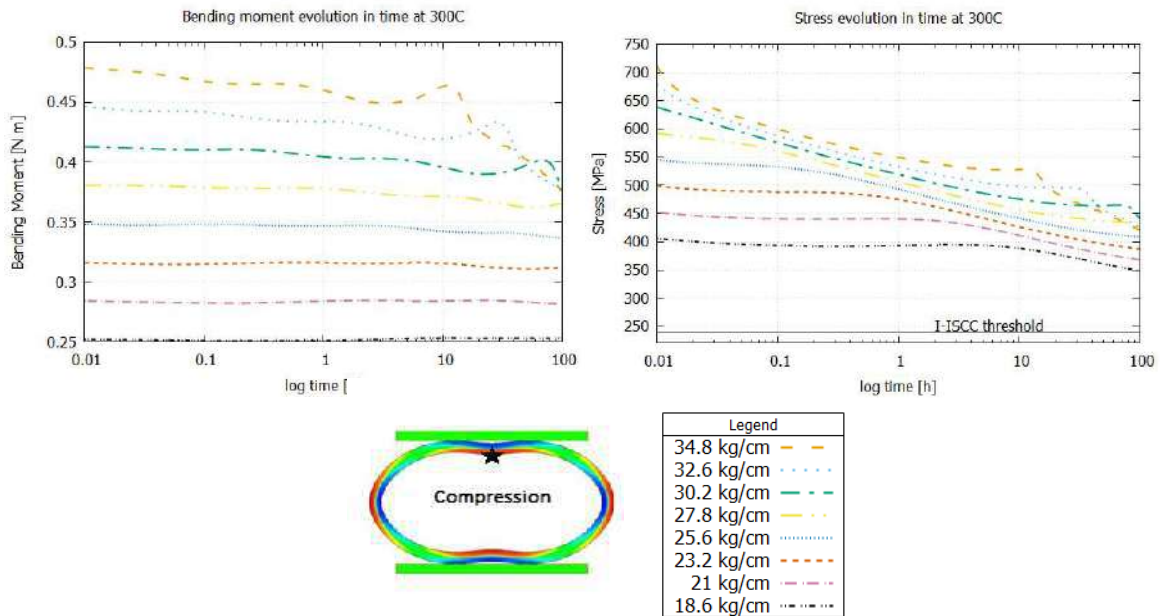 Bending moment evolution in time at 300C
0.5
0.45
0.4
0.35
0.3
0.25
Bending Moment [N m]
0.01 0.1 1 10 100
log time [
Stress evolution in time at 300C
750
700
650
600
550
500
450
400
350
300
250
Stress [MPa]
I-ISCC threshold
0.01 0.1 1 10 100
log time [h]
Compression
Legend
34.8 kg/cm
32.6 kg/cm
30.2 kg/cm
27.8 kg/cm
25.6 kg/cm
23.2 kg/cm
21 kg/cm
18.6 kg/cm